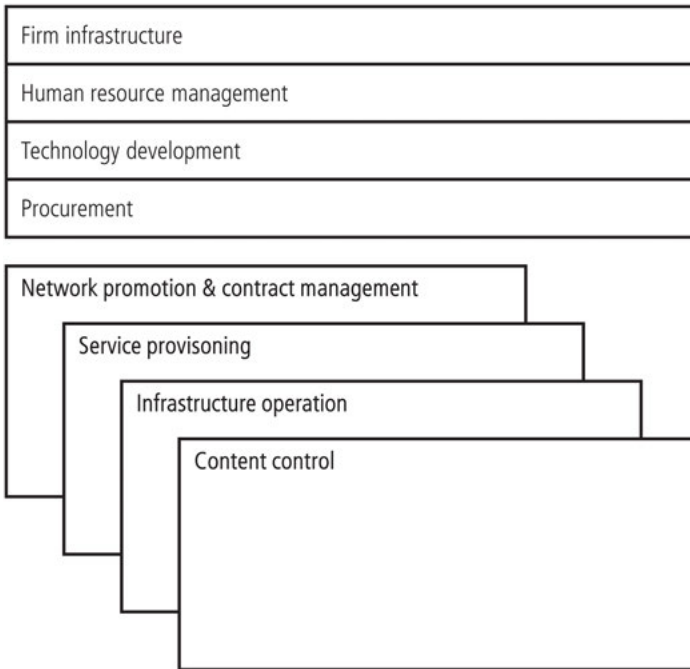 Firm infrastructure
Human resource management
Technology development
Procurement
Network promotion & contract management
Service provisoning
Infrastructure operation
Content control